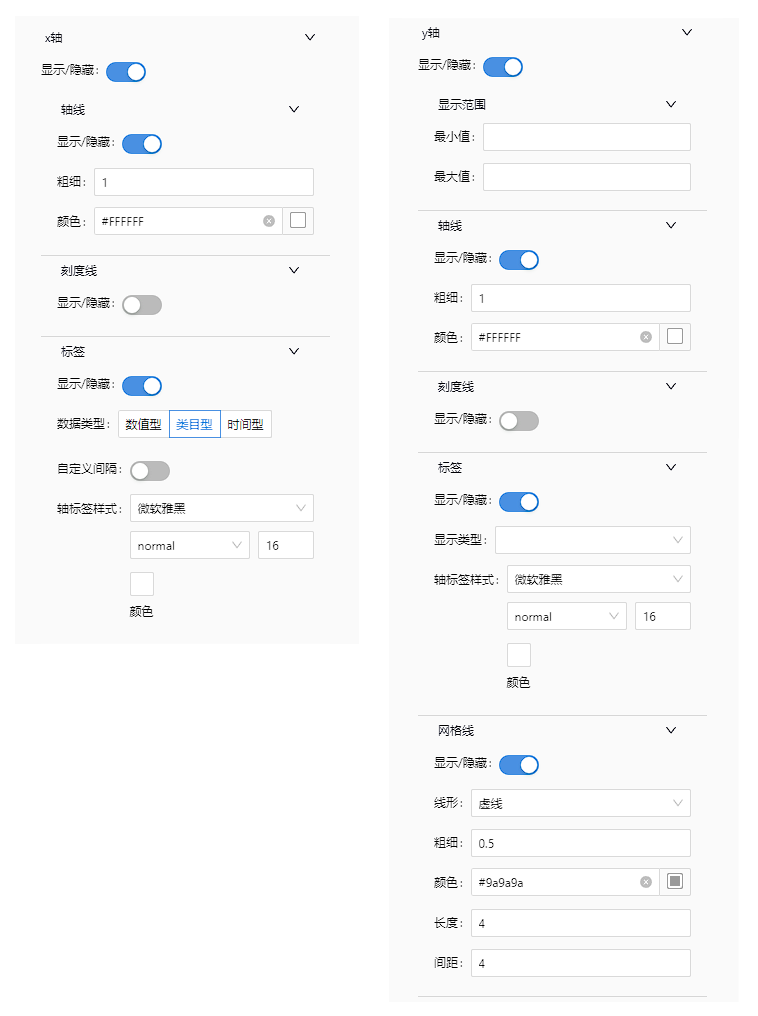 x轴
显示/隐藏:
轴线
显示/隐藏:
粗细: 1
颜色: #FFFFFF
刻度线
显示/隐藏:
标签
显示/隐藏:
数据类型: 数值型 类目型 时间型
自定义间隔:
轴标签样式: 微软雅黑
normal 16
颜色
y轴
显示/隐藏:
显示范围
最小值:
最大值:
轴线
显示/隐藏:
粗细: 1
颜色: #FFFFFF
刻度线
显示/隐藏:
标签
显示/隐藏:
显示类型:
轴标签样式: 微软雅黑
normal 16
颜色
网格线
显示/隐藏:
线形: 虚线
粗细: 0.5
颜色: #9a9a9a
长度: 4
间距: 4